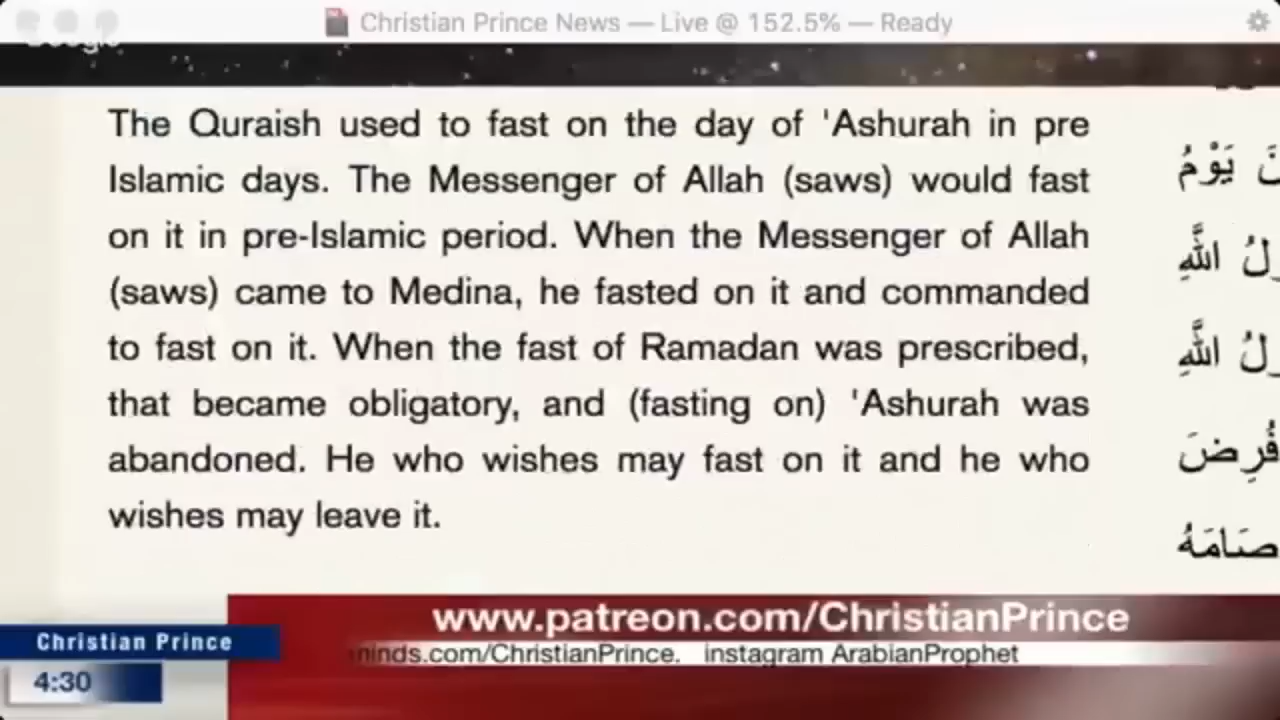 Christian Prince News — Live @ 152.5% — Ready
Google
The Quraish used to fast on the day of 'Ashurah in pre
Islamic days. The Messenger of Allah (saws) would fast
on it in pre-Islamic period. When the Messenger of Allah
(saws) came to Medina, he fasted on it and commanded
to fast on it. When the fast of Ramadan was prescribed,
that became obligatory, and (fasting on) 'Ashurah was
abandoned. He who wishes may fast on it and he who
wishes may leave it.
يَوْمُ
اللَّهِ
اللَّهِ
فُرِضَ
صَامَهُ
www.patreon.com/ChristianPrince
Christian Prince
minds.com/ChristianPrince. instagram ArabianProphet
4:30